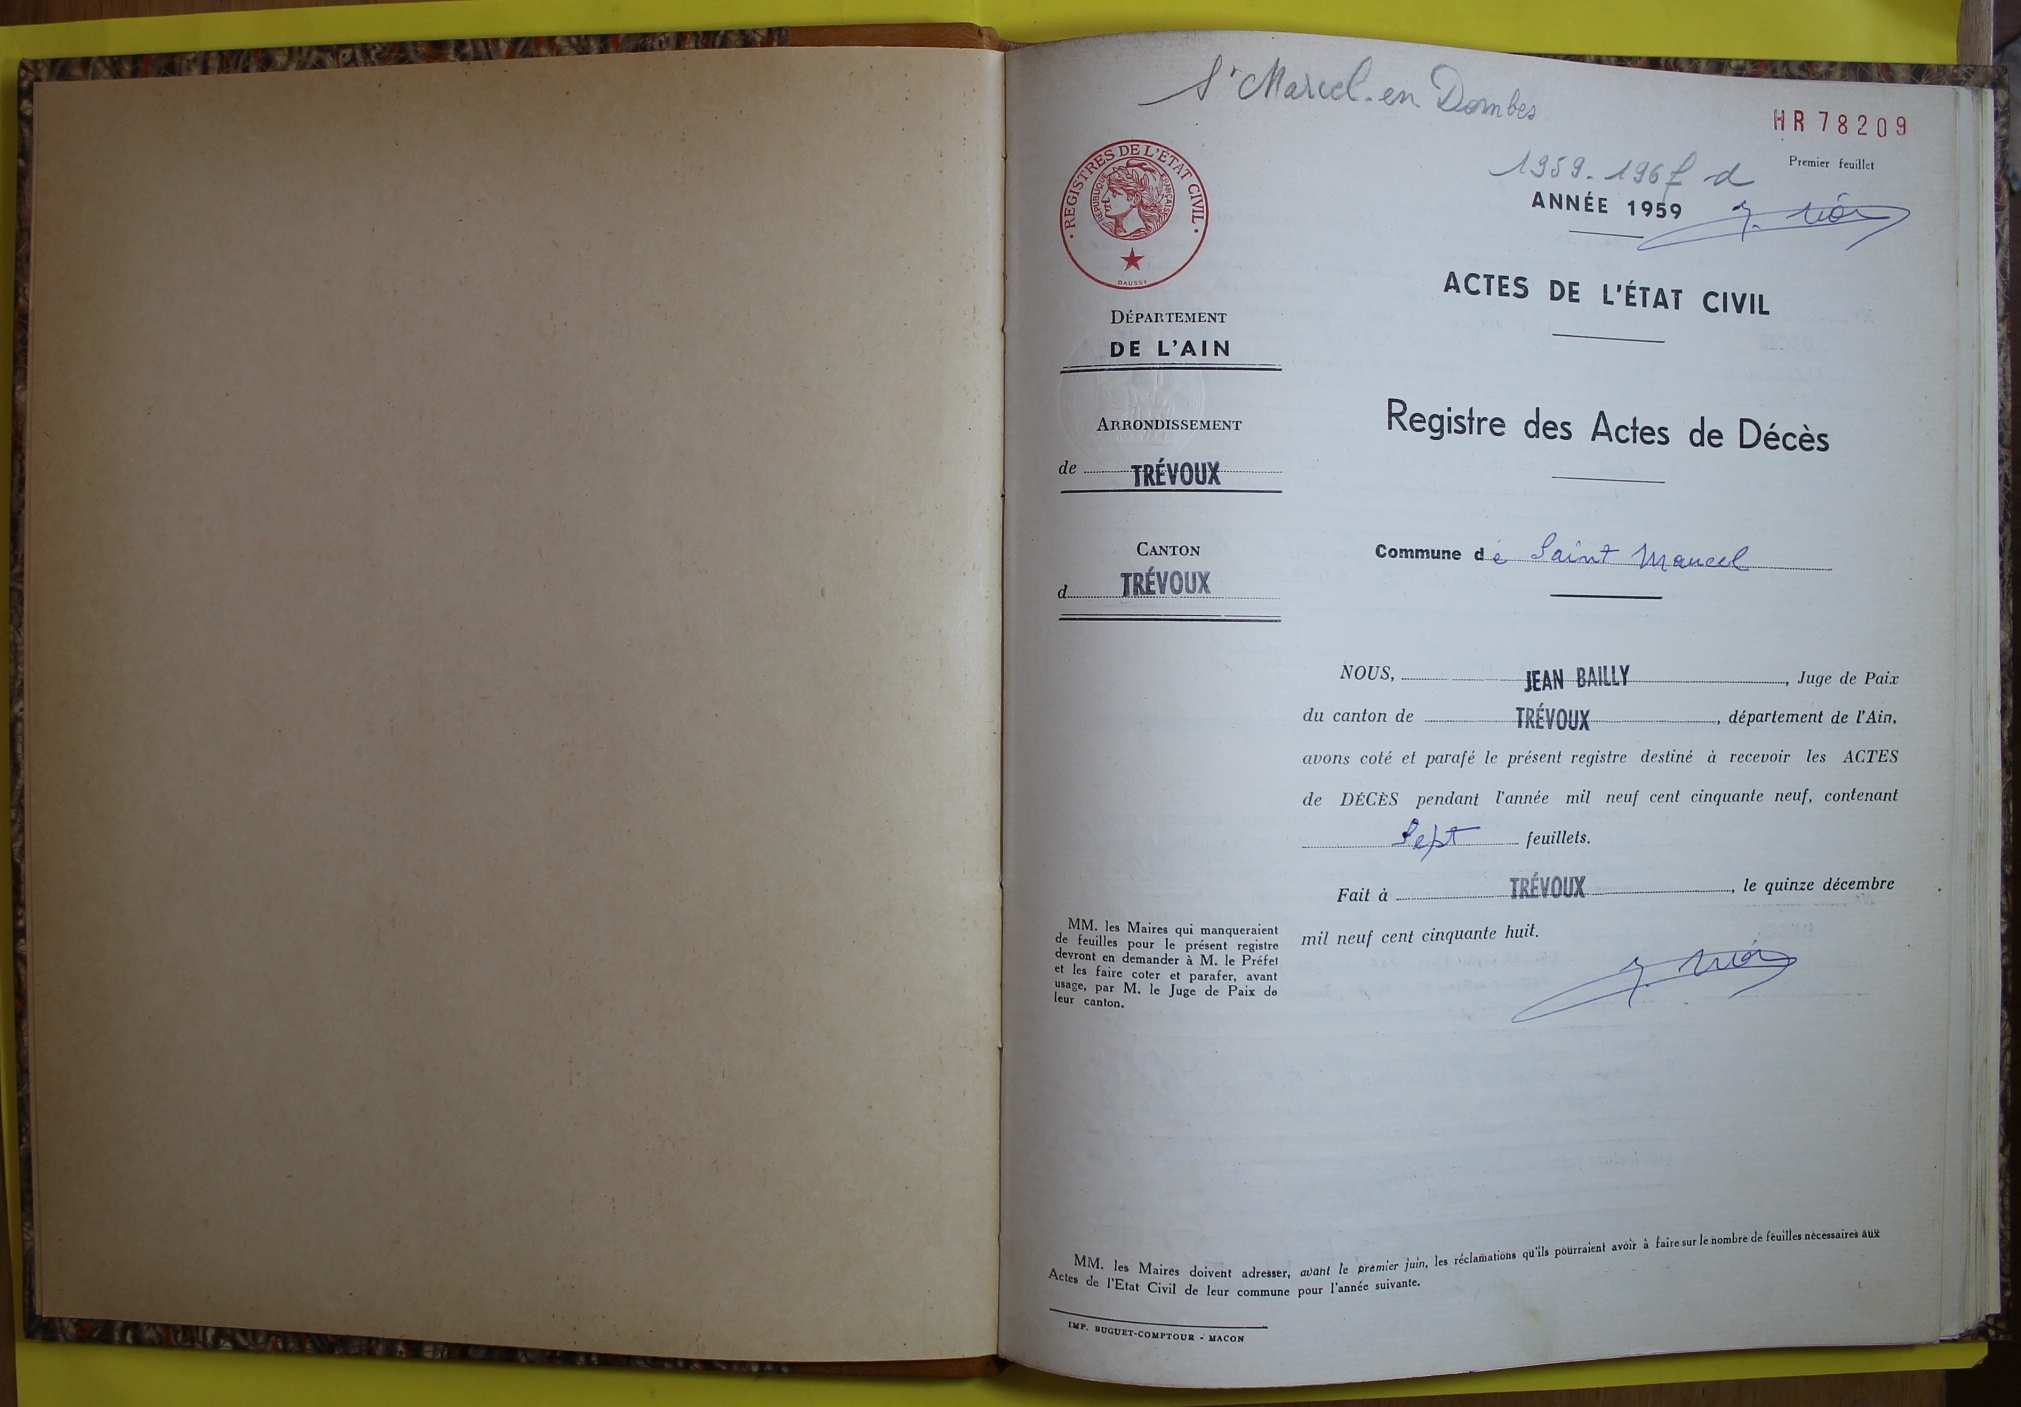 St Marcel-en Dombes
HR 78209
Premier feuillet
1959-196 d
ANNÉE 1959
· REGISTRES DE L'ETAT CIVIL ·
REPUBLIQUE FRANÇAISE
DAUSSY
ACTES DE L'ÉTAT CIVIL
DÉPARTEMENT
DE L'AIN
ARRONDISSEMENT
de TRÉVOUX
CANTON
d TRÉVOUX
Registre des Actes de Décès
Commune de Saint Marcel
NOUS, JEAN BAILLY, Juge de Paix
du canton de TRÉVOUX, département de l'Ain,
avons coté et parafé le présent registre destiné à recevoir les ACTES
de DÉCÈS pendant l'année mil neuf cent cinquante neuf, contenant
Sept feuillets.
Fait à TRÉVOUX, le quinze décembre
mil neuf cent cinquante huit.
MM. les Maires qui manqueraient
de feuilles pour le présent registre
devront en demander à M. le Préfet
et les faire coter et parafer, avant
usage, par M. le Juge de Paix de
leur canton.
MM. les Maires doivent adresser, avant le premier juin, les réclamations qu'ils pourraient avoir à faire sur le nombre de feuilles nécessaires aux
Actes de l'Etat Civil de leur commune pour l'année suivante.
IMP. BUGUET-COMPTOUR - MACON